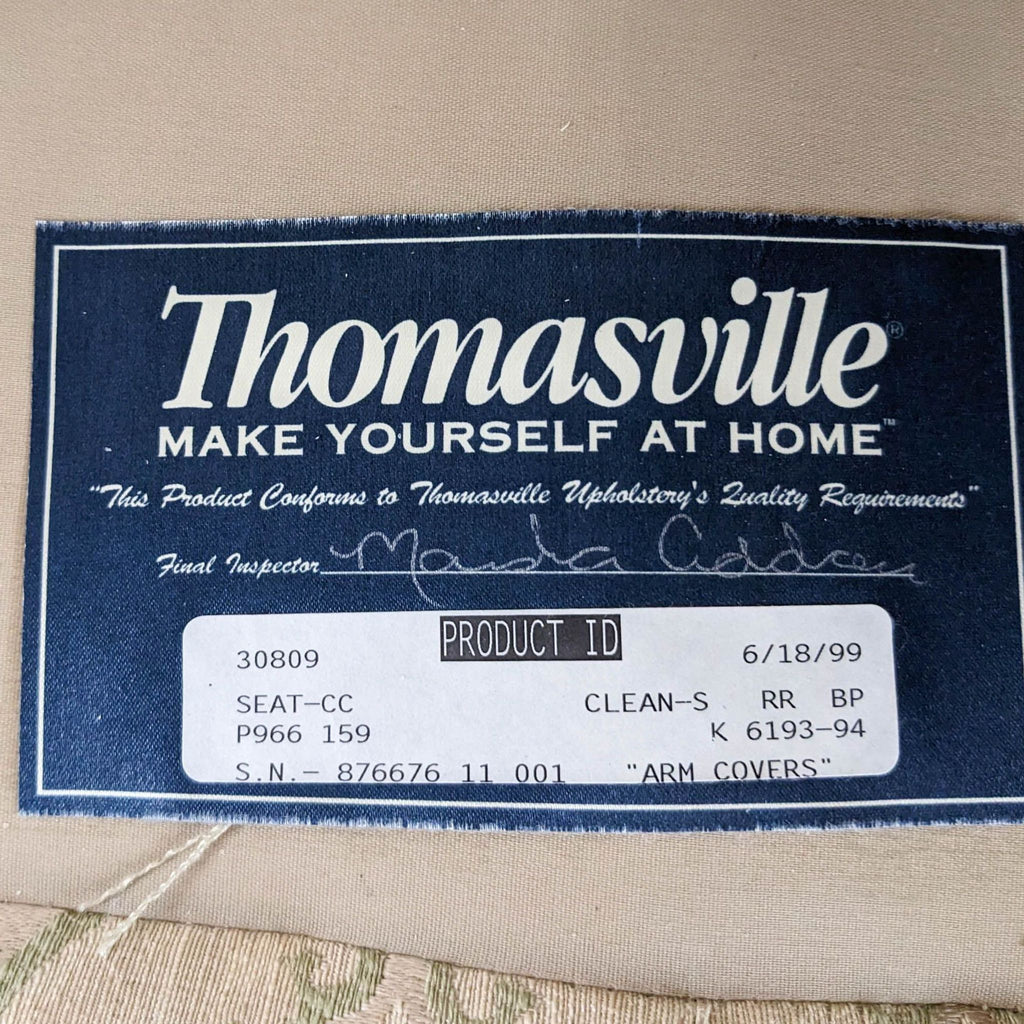 Thomasville®
MAKE YOURSELF AT HOME™
"This Product Conforms to Thomasville Upholstery's Quality Requirements"
Final Inspector
PRODUCT ID
30809 6/18/99
SEAT-CC CLEAN-S RR BP
P966 159 K 6193-94
S.N.- 876676 11 001 "ARM COVERS"